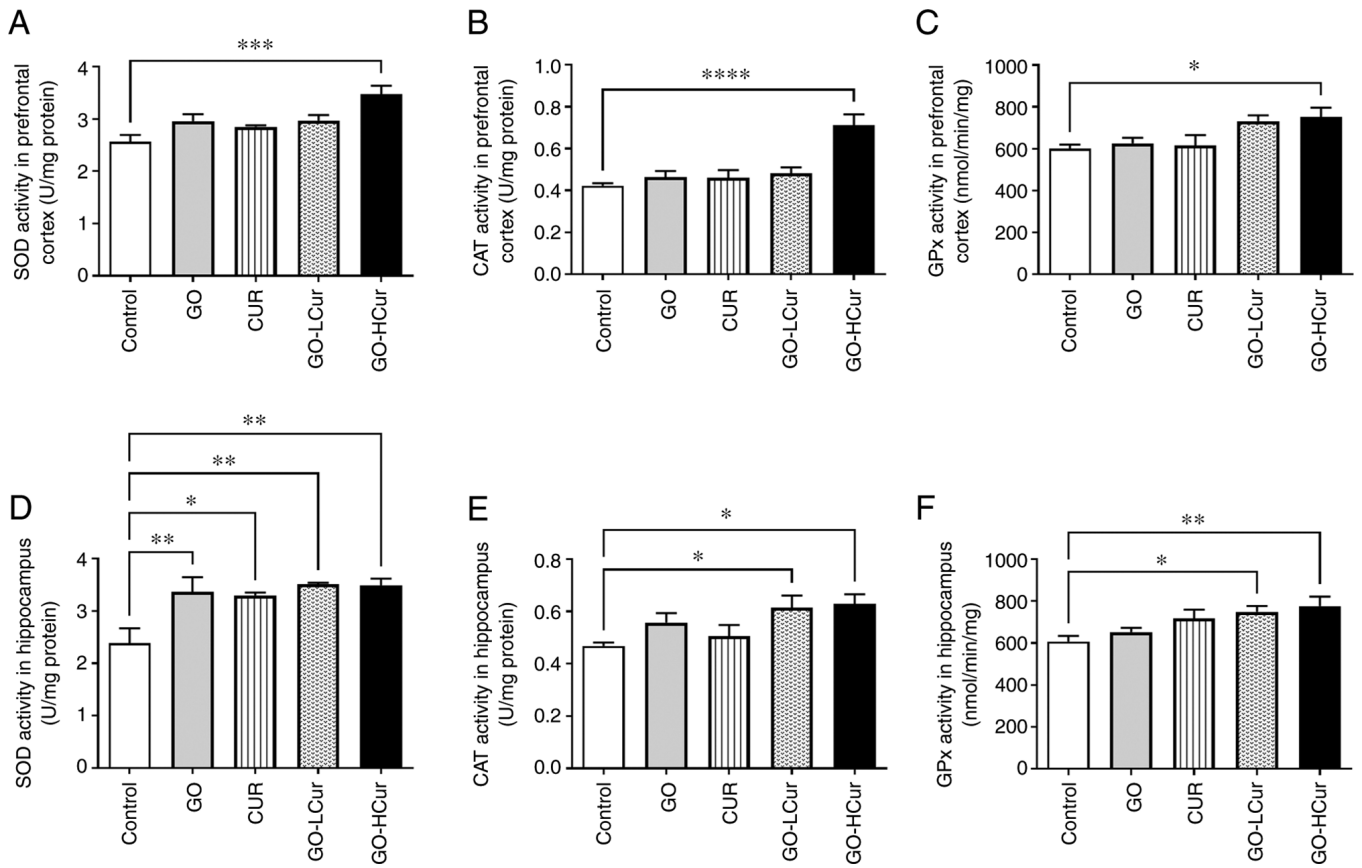 A
SOD activity in prefrontal
cortex (U/mg protein)
4
3
2
1
0
***
Control
GO
CUR
GO-LCur
GO-HCur
B
CAT activity in prefrontal
cortex (U/mg protein)
1.0
0.8
0.6
0.4
0.2
0.0
****
Control
GO
CUR
GO-LCur
GO-HCur
C
GPx activity in prefrontal
cortex (nmol/min/mg)
1000
800
600
400
200
0
*
Control
GO
CUR
GO-LCur
GO-HCur
D
SOD activity in hippocampus
(U/mg protein)
4
3
2
1
0
**
**
*
**
Control
GO
CUR
GO-LCur
GO-HCur
E
CAT activity in hippocampus
(U/mg protein)
0.8
0.6
0.4
0.2
0.0
*
*
Control
GO
CUR
GO-LCur
GO-HCur
F
GPx activity in hippocampus
(nmol/min/mg)
1000
800
600
400
200
0
**
*
Control
GO
CUR
GO-LCur
GO-HCur